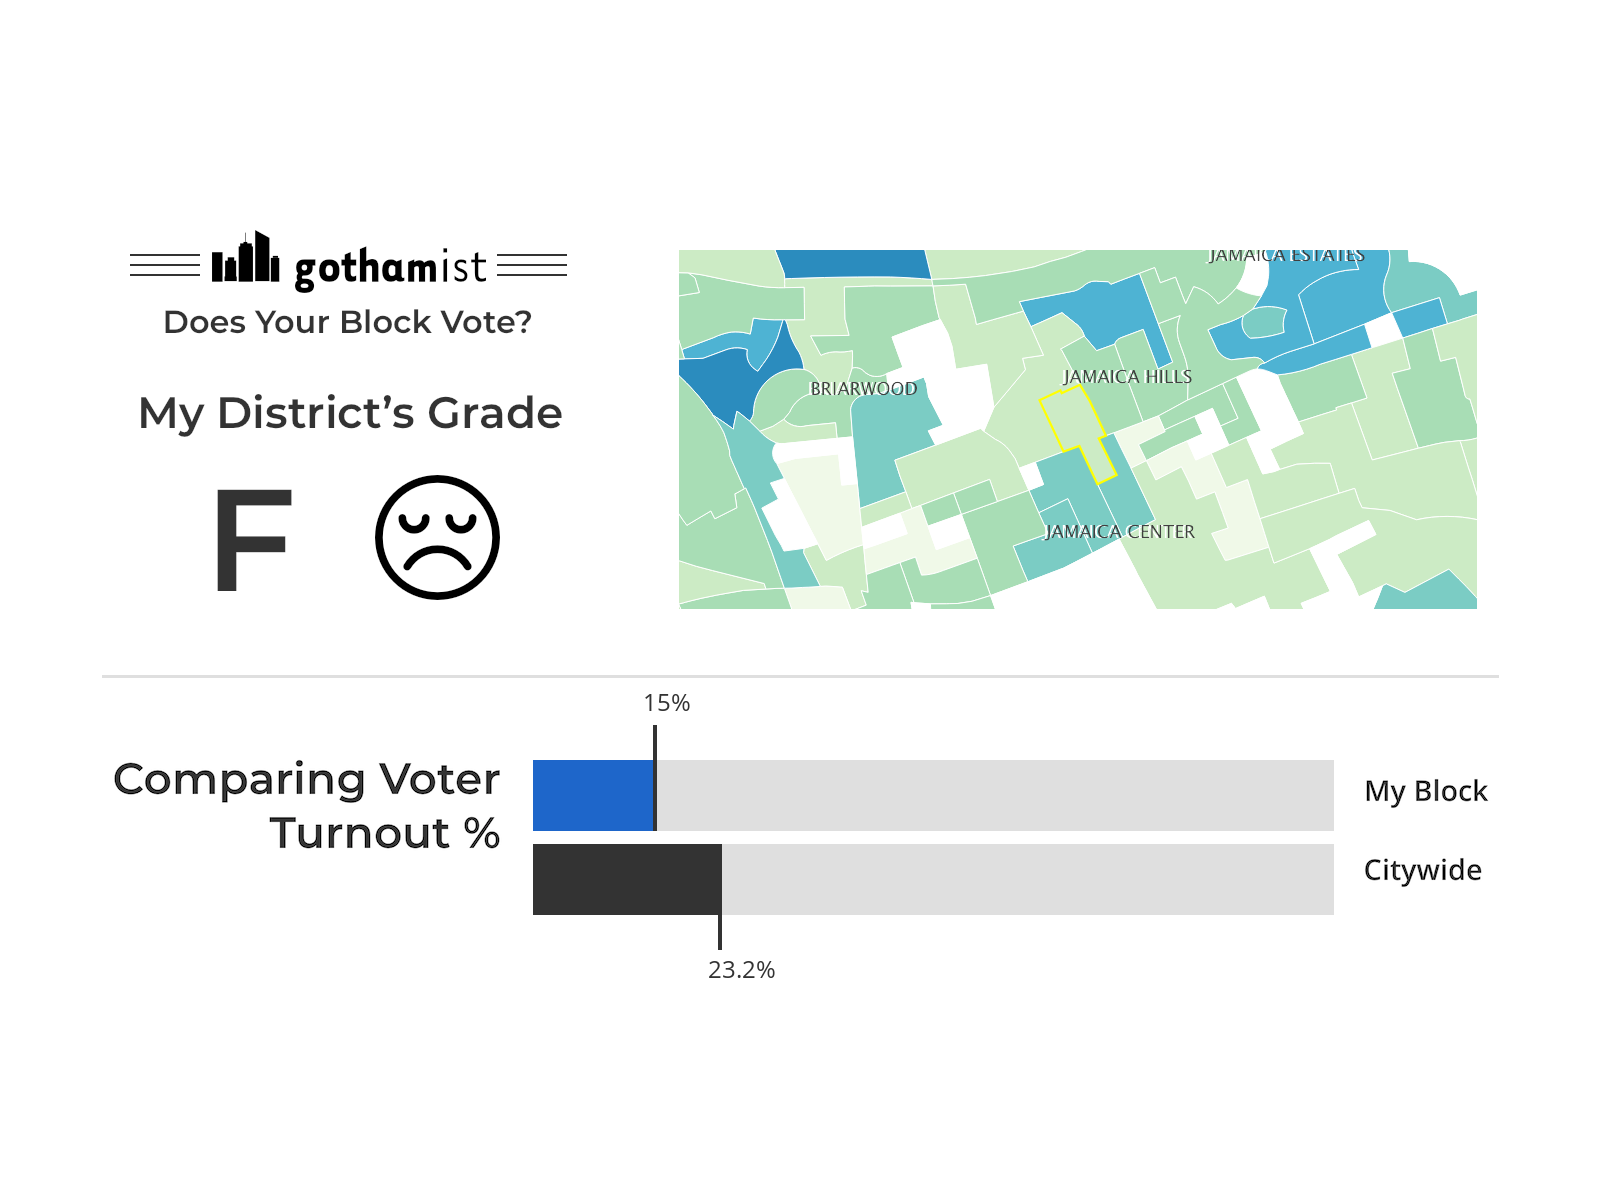 gothamist
Does Your Block Vote?
My District’s Grade
F
JAMAICA ESTATES
JAMAICA HILLS
BRIARWOOD
JAMAICA CENTER
15%
Comparing Voter
Turnout %
My Block
Citywide
23.2%